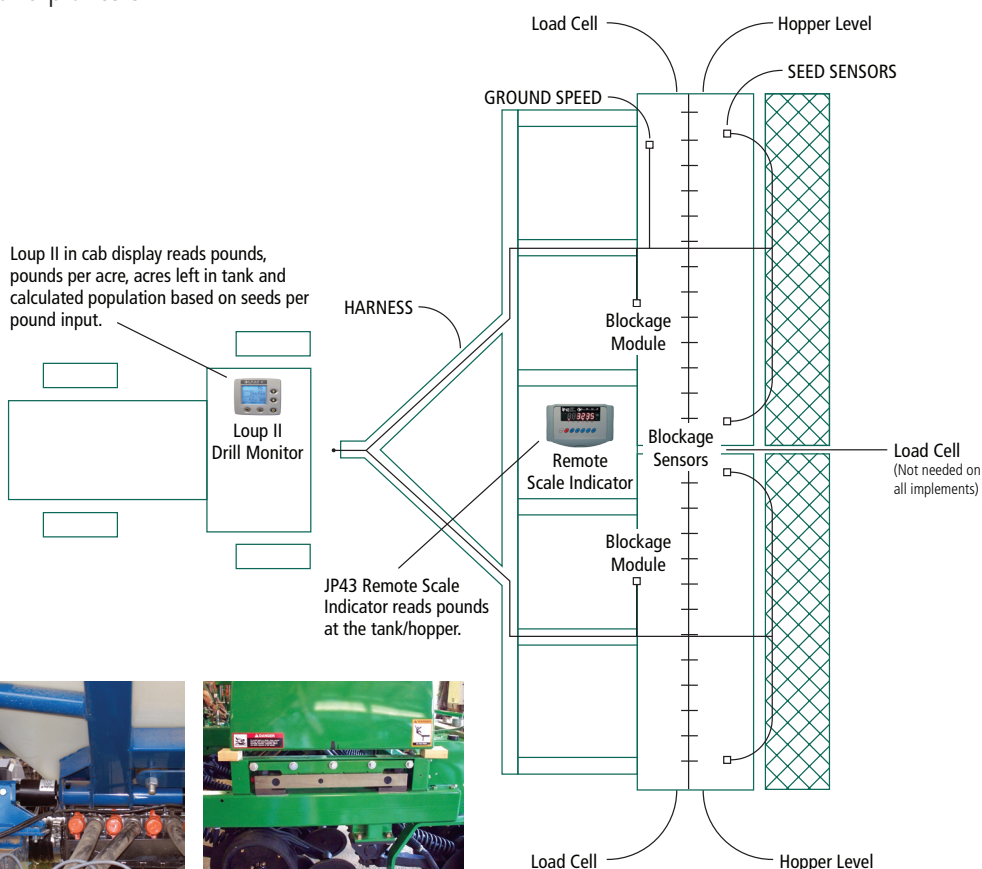 Load Cell
Hopper Level
SEED SENSORS
GROUND SPEED
Loup II in cab display reads pounds,
pounds per acre, acres left in tank and
calculated population based on seeds per
pound input.
HARNESS
Blockage
Module
Loup II
Drill Monitor
Remote
Scale Indicator
Blockage
Sensors
Load Cell
(Not needed on
all implements)
Blockage
Module
JP43 Remote Scale
Indicator reads pounds
at the tank/hopper.
DANGER
Load Cell
Hopper Level